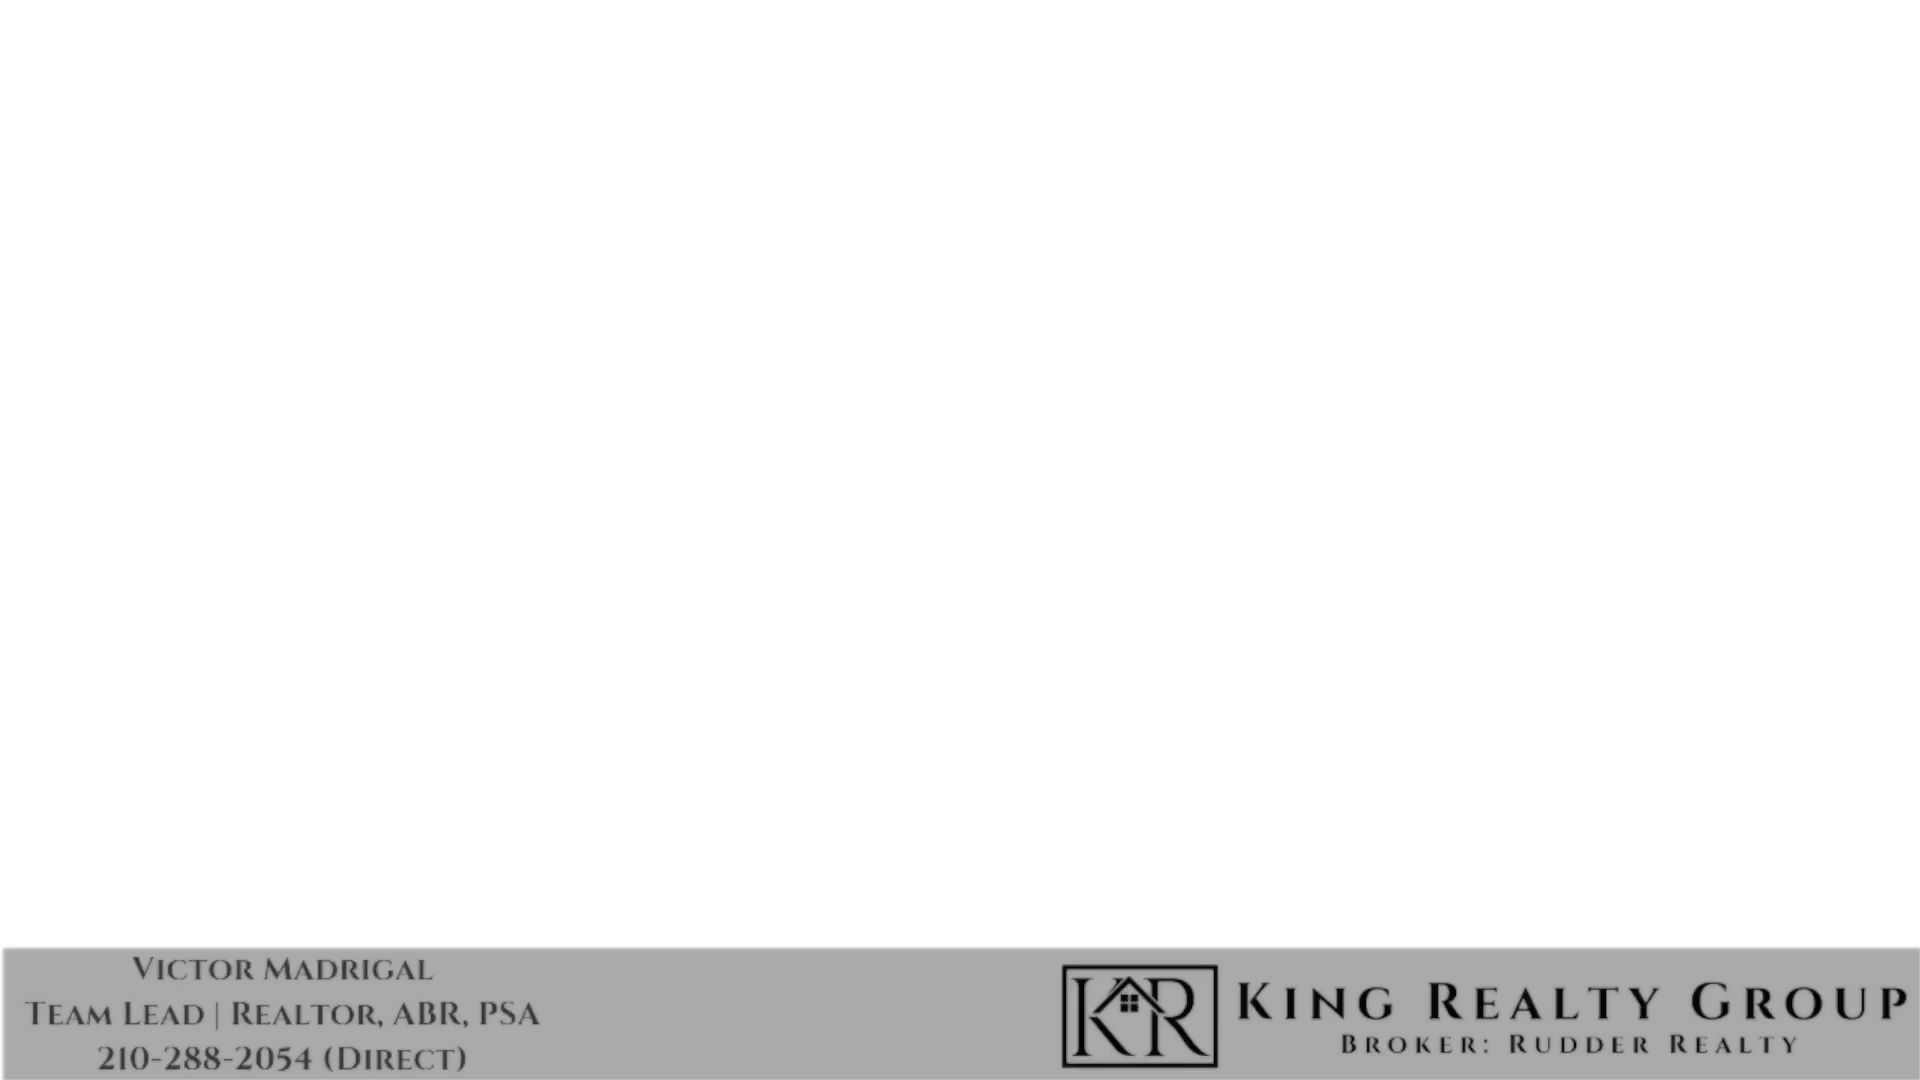 VICTOR MADRIGAL
TEAM LEAD | REALTOR, ABR, PSA
210-288-2054 (DIRECT)
KR
KING REALTY GROUP
BROKER: RUDDER REALTY